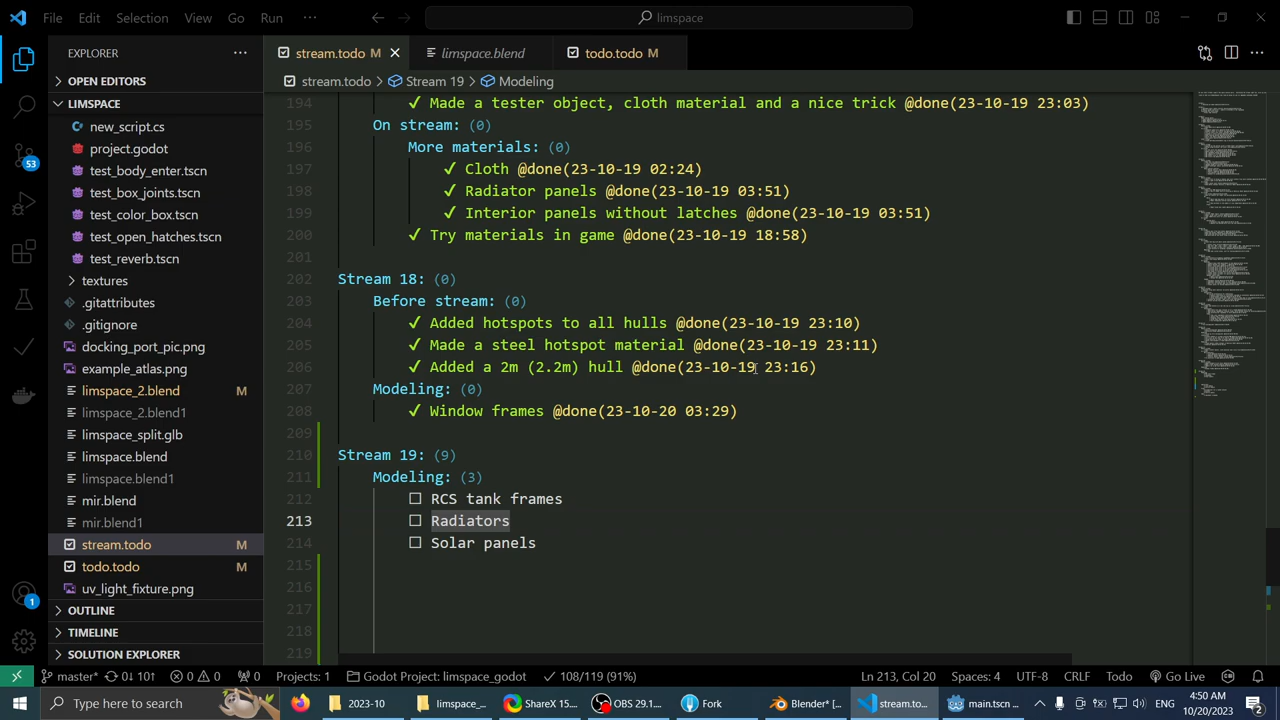 File Edit Selection View Go Run ··· limspace
EXPLORER ···
OPEN EDITORS
LIMSPACE
new_script.cs
project.godot
test_body_enter.tscn
test_box_joints.tscn
test_color_box.tscn
test_open_hatches.tscn
test_reverb.tscn
textures
.gitattributes
.gitignore
docking_port_pic.png
example_atlas.png
limspace_2.blend M
limspace_2.blend1
limspace_split.glb
limspace.blend
limspace.blend1
mir.blend
mir.blend1
stream.todo M
todo.todo M
uv_light_fixture.png
OUTLINE
TIMELINE
SOLUTION EXPLORER
53
1
stream.todo M limspace.blend todo.todo M
stream.todo > Stream 19 > Modeling
194 ✓ Made a tester object, cloth material and a nice trick @done(23-10-19 23:03)
195 On stream: (0)
196 More materials: (0)
197 ✓ Cloth @done(23-10-19 02:24)
198 ✓ Radiator panels @done(23-10-19 03:51)
199 ✓ Interior panels without latches @done(23-10-19 03:51)
200 ✓ Try materials in game @done(23-10-19 18:58)
201
202 Stream 18: (0)
203 Before stream: (0)
204 ✓ Added hotspots to all hulls @done(23-10-19 23:10)
205 ✓ Made a steel hotspot material @done(23-10-19 23:11)
206 ✓ Added a 2m (2.2m) hull @done(23-10-19 23:16)
207 Modeling: (0)
208 ✓ Window frames @done(23-10-20 03:29)
209
210 Stream 19: (9)
211 Modeling: (3)
212 ☐ RCS tank frames
213 ☐ Radiators
214 ☐ Solar panels
215
216
217
218
219
master* 0↓ 10↑ 0 0 0 Projects: 1 Godot Project: limspace_godot 108/119 (91%) Ln 213, Col 20 Spaces: 4 UTF-8 CRLF Todo Go Live
Type here to search 2023-10 limspace_... ShareX 15.... OBS 29.1.... Fork Blender* [... stream.to... main.tscn ... ENG 4:50 AM
10/20/2023 2